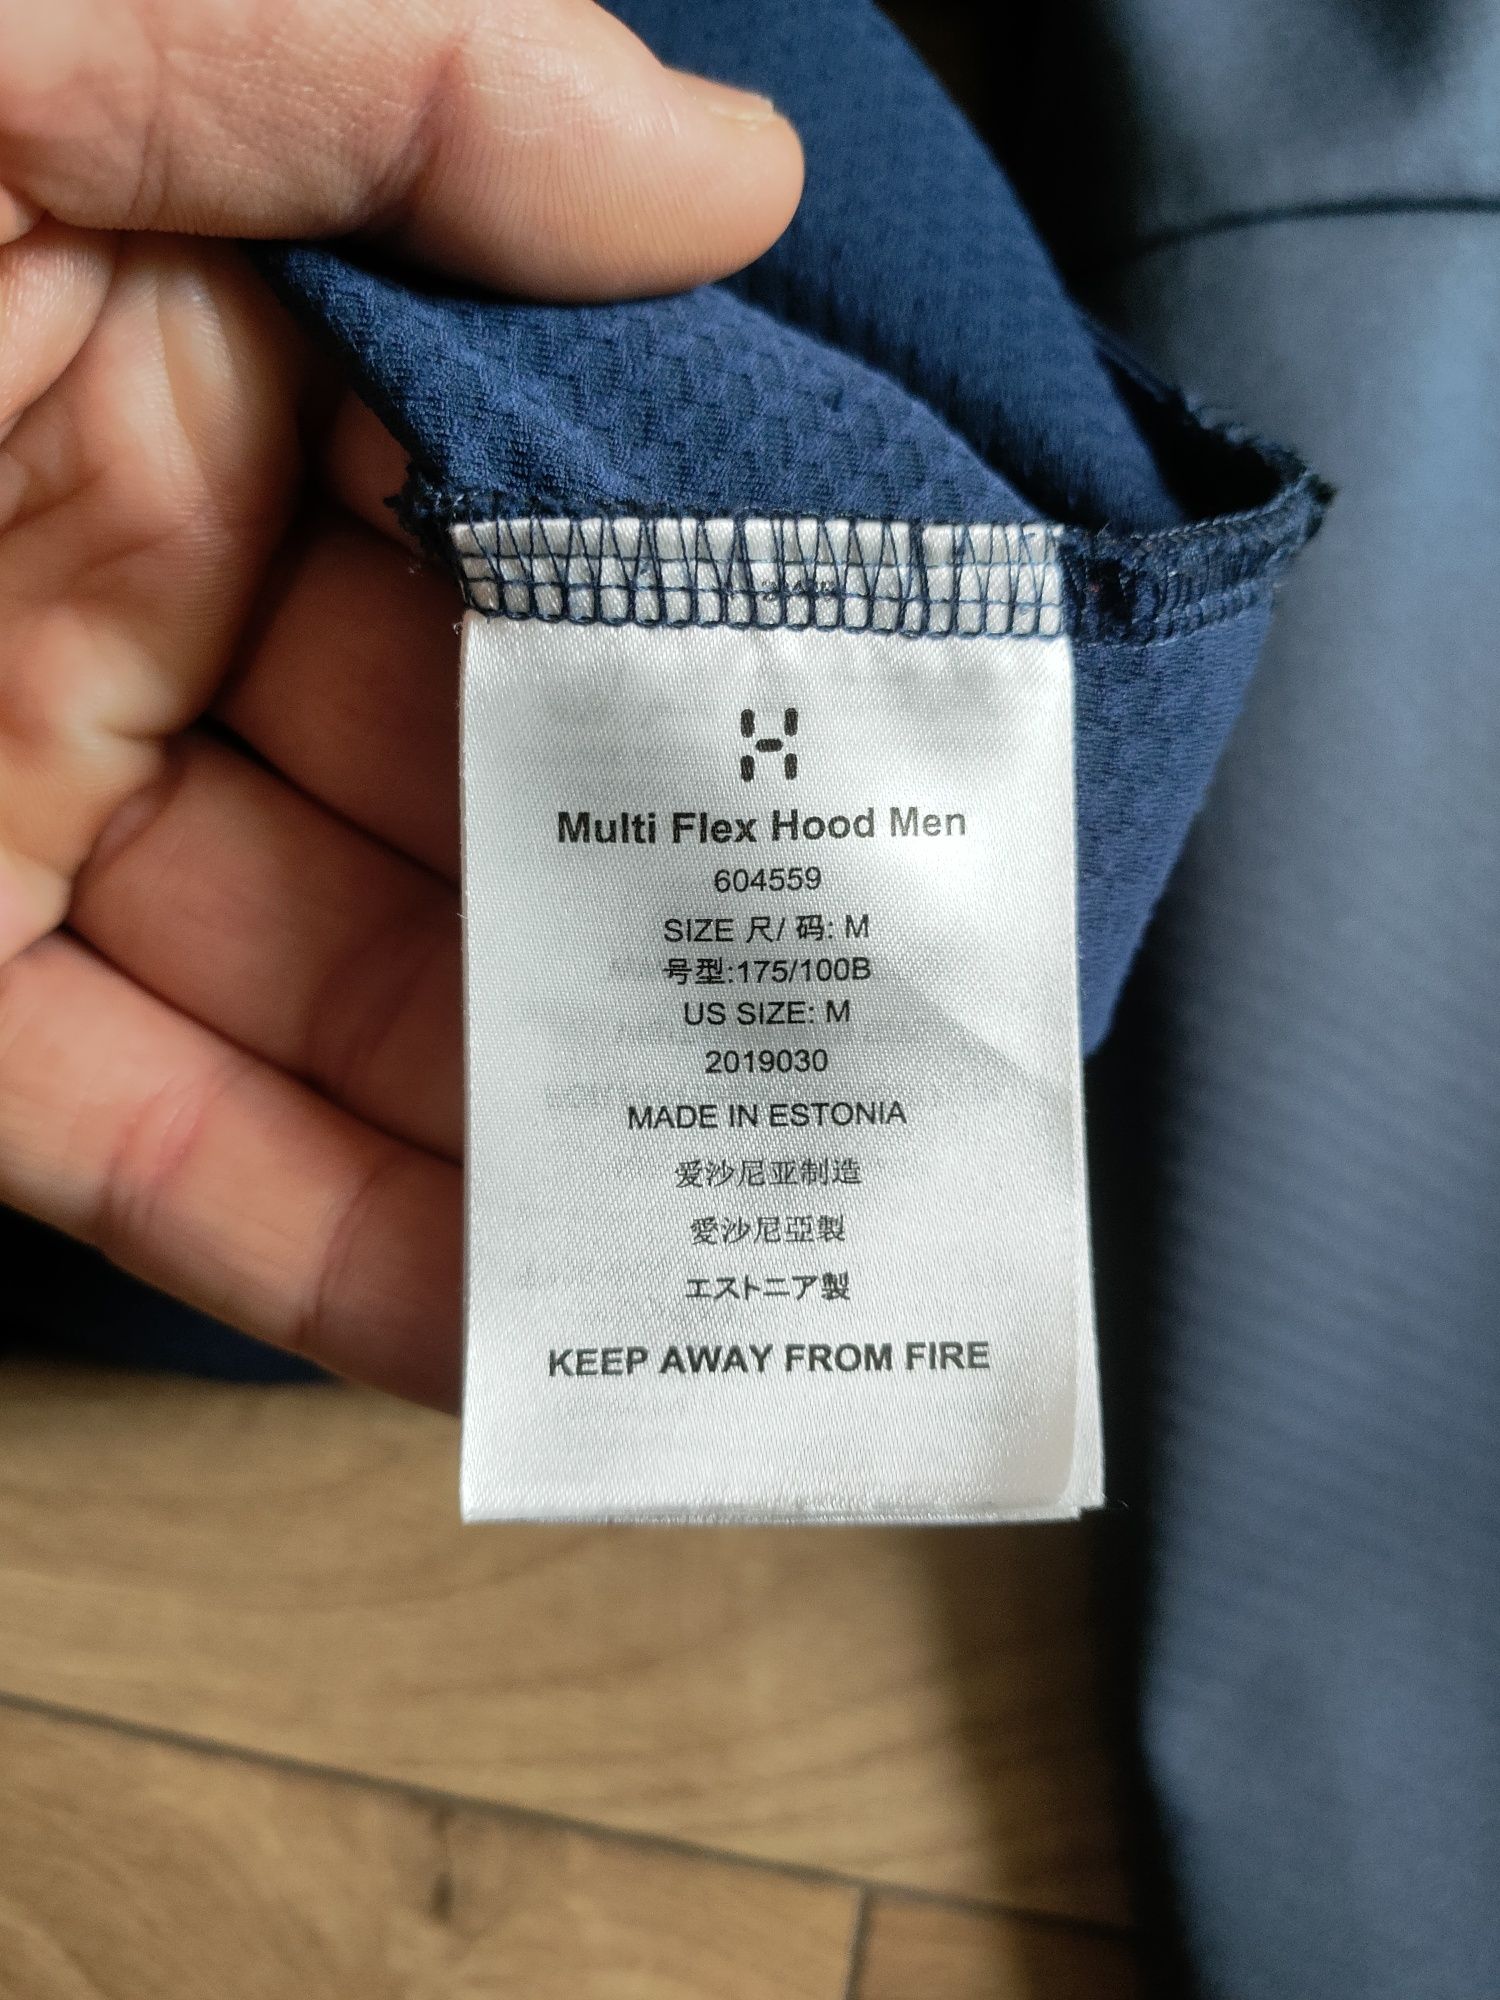 Multi Flex Hood Men
604559
SIZE 尺/ 码: M
号型:175/100B
US SIZE: M
2019030
MADE IN ESTONIA
爱沙尼亚制造
愛沙尼亞製
エストニア製
KEEP AWAY FROM FIRE